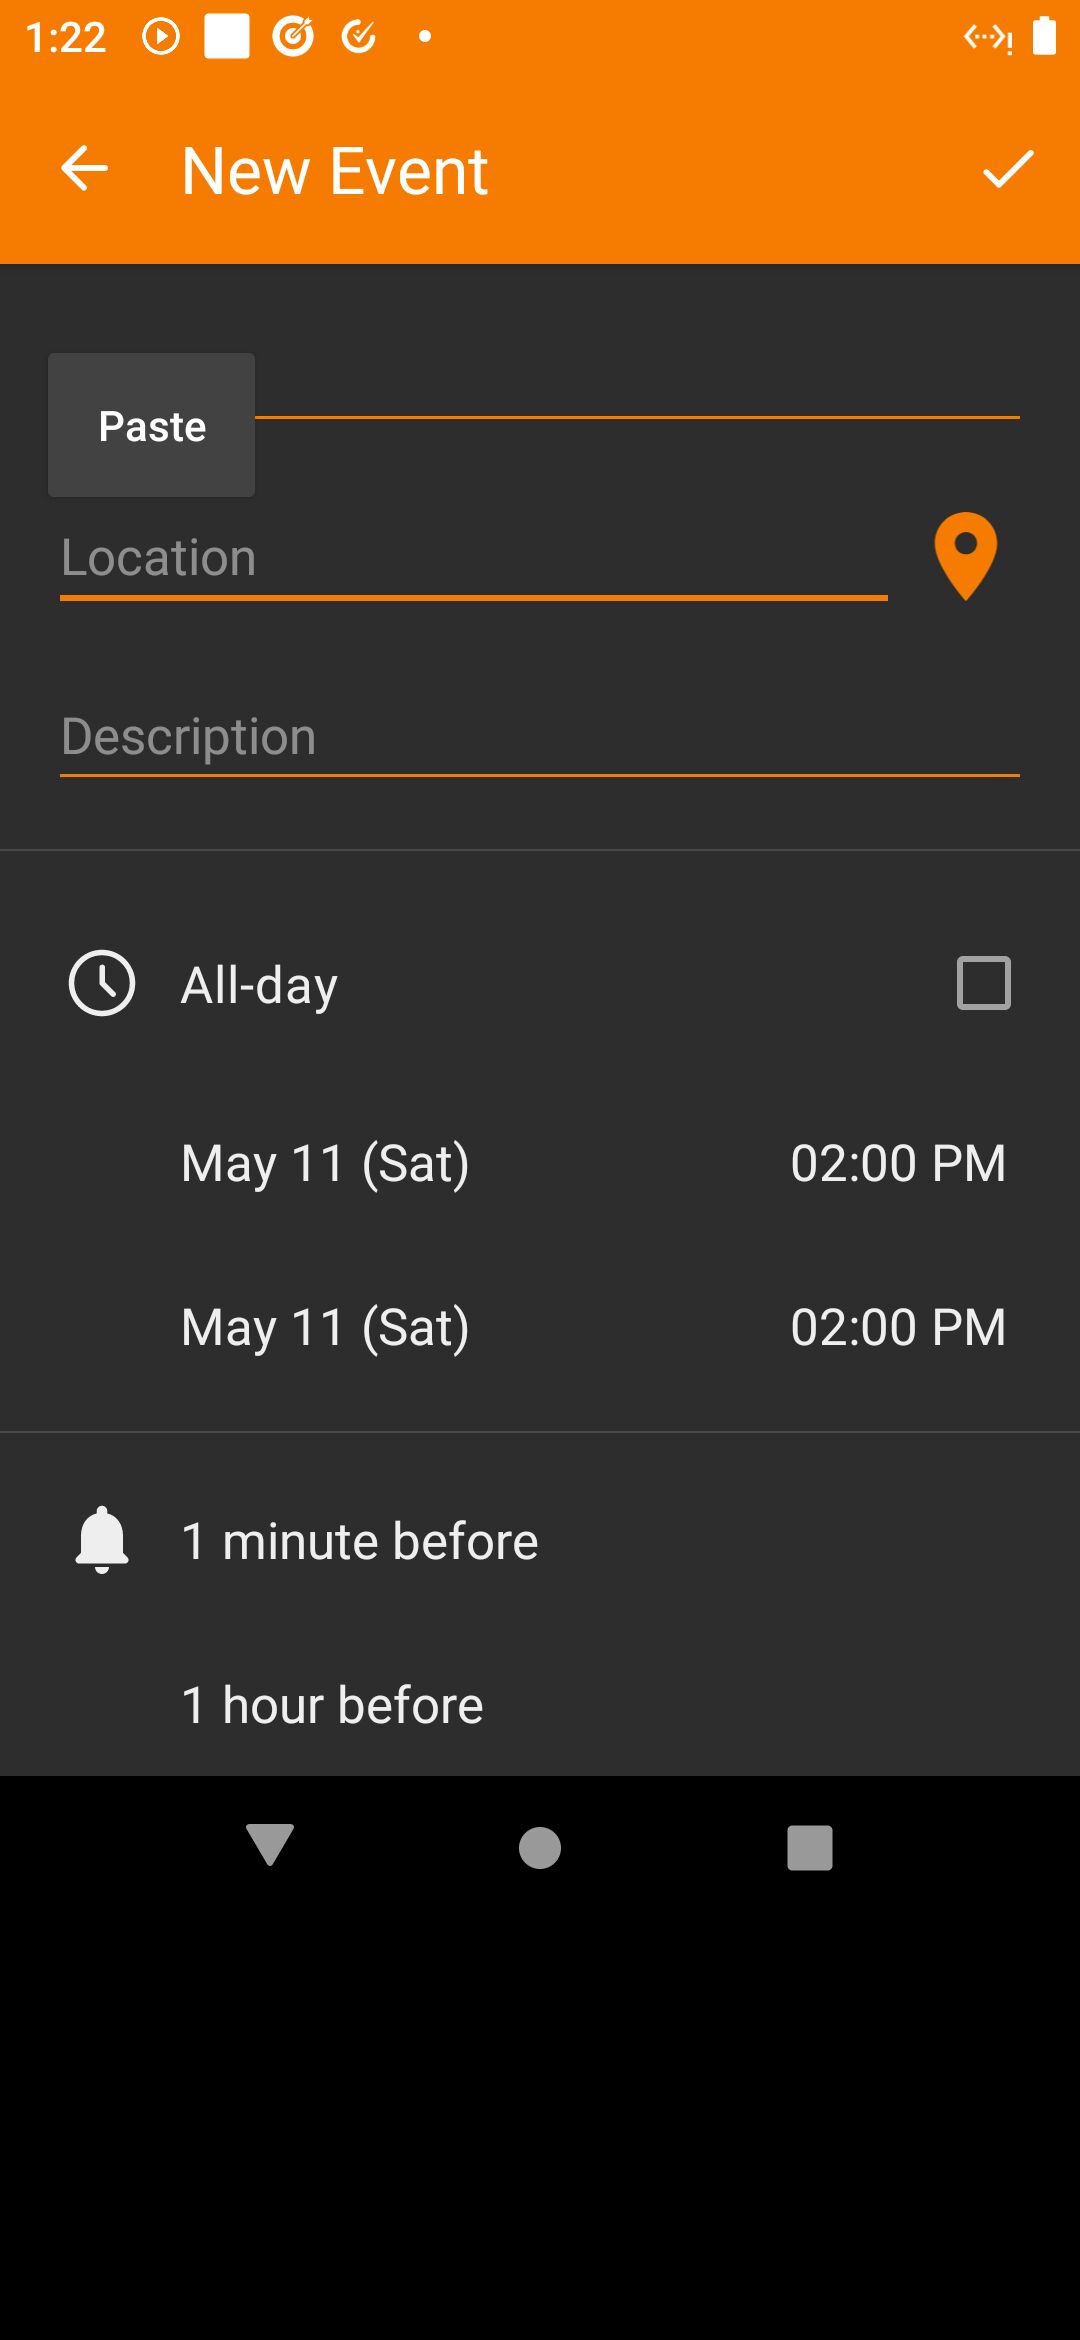 1:22
New Event
Paste
Location
Description
All-day
May 11 (Sat) 02:00 PM
May 11 (Sat) 02:00 PM
1 minute before
1 hour before